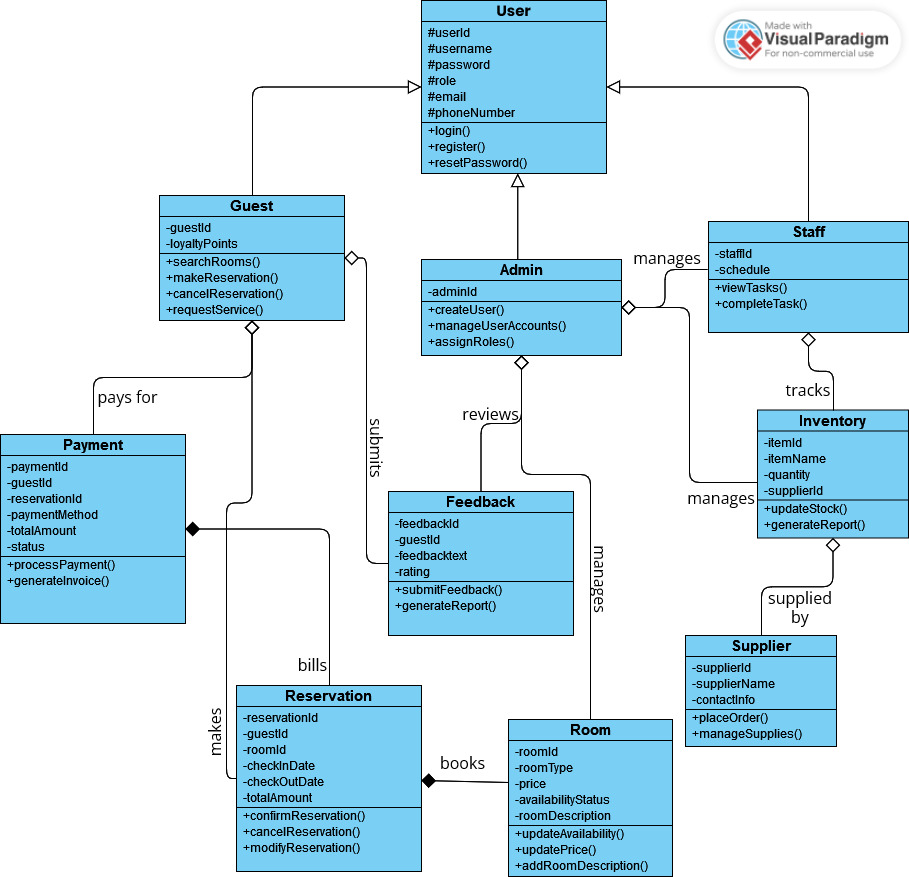 User
#userId
#username
#password
#role
#email
#phoneNumber
+login()
+register()
+resetPassword()
Made with
Visual Paradigm
For non-commercial use
Guest
-guestId
-loyaltyPoints
+searchRooms()
+makeReservation()
+cancelReservation()
+requestService()
Admin
-adminId
+createUser()
+manageUserAccounts()
+assignRoles()
manages
Staff
-staffId
-schedule
+viewTasks()
+completeTask()
pays for
submits
reviews
tracks
manages
Payment
-paymentId
-guestId
-reservationId
-paymentMethod
-totalAmount
-status
+processPayment()
+generateInvoice()
Feedback
-feedbackId
-guestId
-feedbacktext
-rating
+submitFeedback()
+generateReport()
manages
Inventory
-itemId
-itemName
-quantity
-supplierId
+updateStock()
+generateReport()
supplied
by
makes
bills
Reservation
-reservationId
-guestId
-roomId
-checkInDate
-checkOutDate
-totalAmount
+confirmReservation()
+cancelReservation()
+modifyReservation()
books
Room
-roomId
-roomType
-price
-availabilityStatus
-roomDescription
+updateAvailability()
+updatePrice()
+addRoomDescription()
Supplier
-supplierId
-supplierName
-contactInfo
+placeOrder()
+manageSupplies()